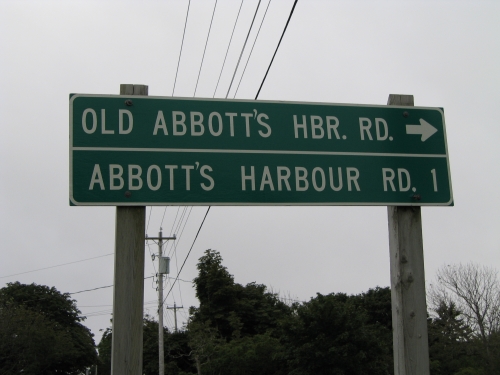 OLD ABBOTT'S HBR. RD. →
ABBOTT'S HARBOUR RD. 1